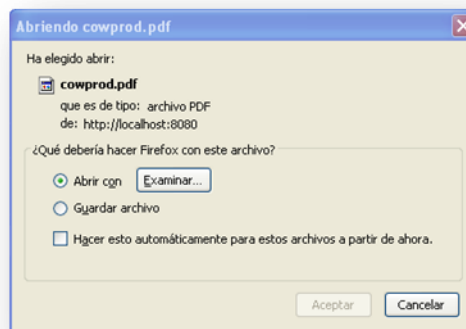 Abriendo cowprod.pdf
Ha elegido abrir:
cowprod.pdf
que es de tipo: archivo PDF
de: http://localhost:8080
¿Qué debería hacer Firefox con este archivo?
Abrir con Examinar...
Guardar archivo
Hacer esto automáticamente para estos archivos a partir de ahora.
Aceptar Cancelar